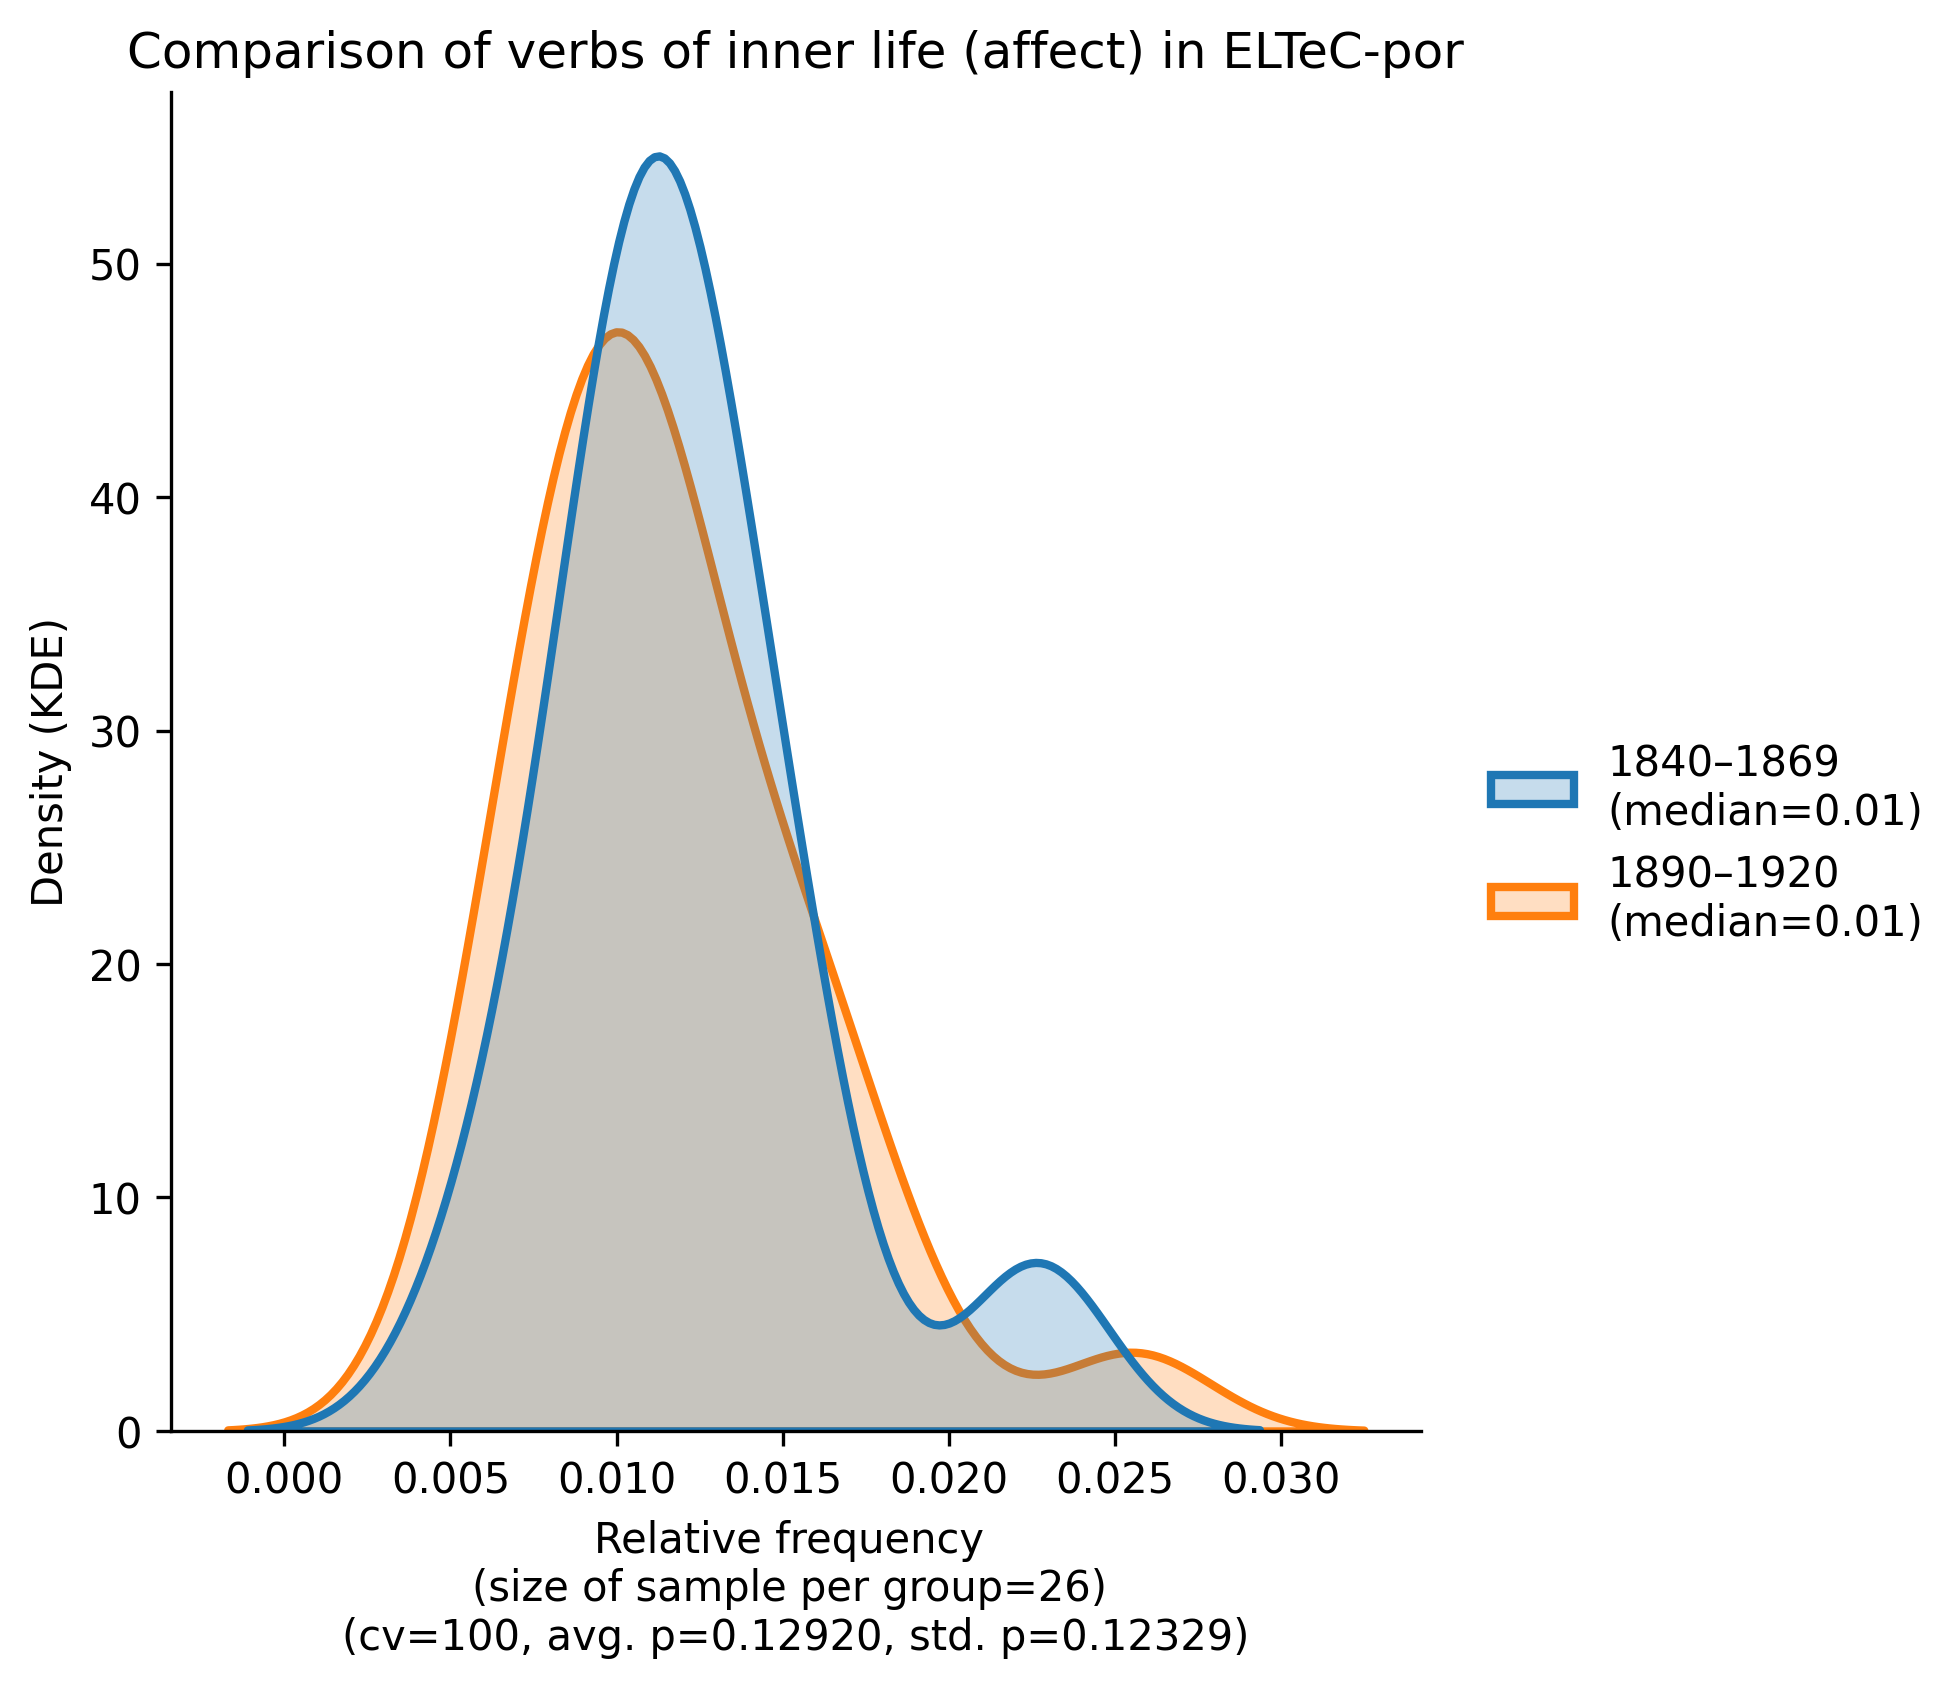 Comparison of verbs of inner life (affect) in ELTeC-por
Density (KDE)
50
40
30
20
10
0
0.000 0.005 0.010 0.015 0.020 0.025 0.030
Relative frequency
(size of sample per group=26)
(cv=100, avg. p=0.12920, std. p=0.12329)
1840–1869
(median=0.01)
1890–1920
(median=0.01)